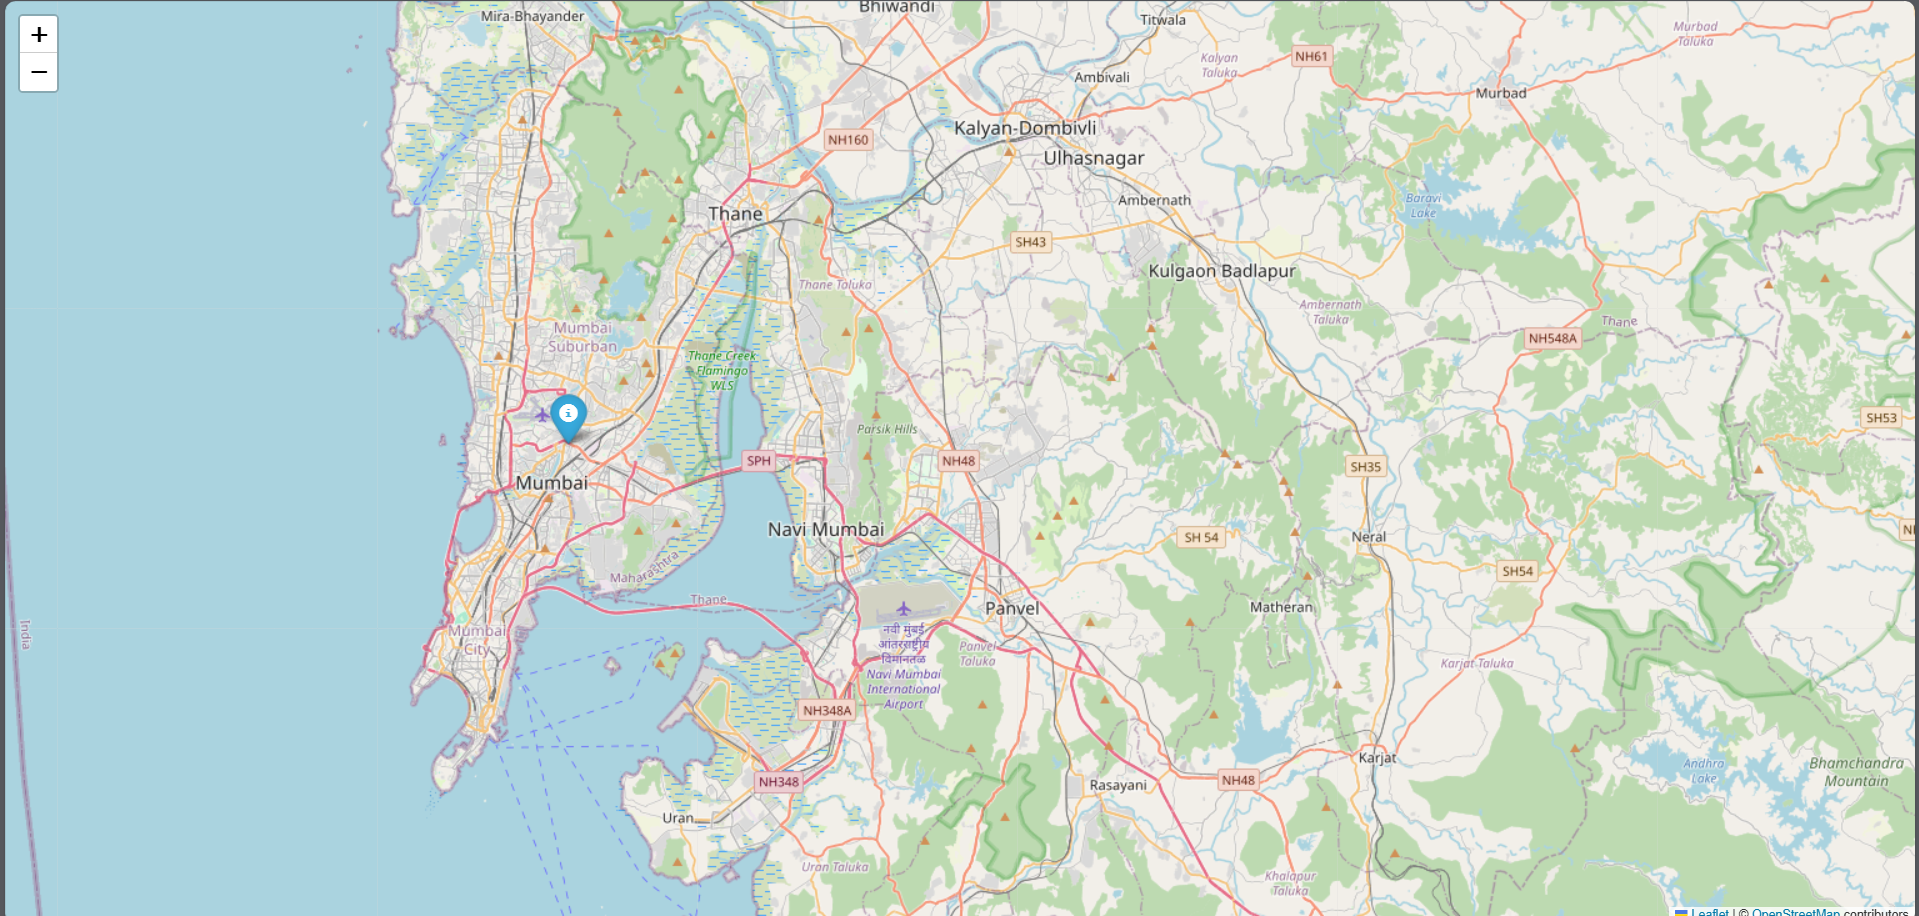 +
−
Mira-Bhayander
Bhiwandi
Titwala
Murbad
Taluka
Kalyan
Taluka
NH61
Ambivali
Murbad
NH160
Kalyan-Dombivli
Ulhasnagar
Ambernath
Baravi
Lake
Thane
SH43
Kulgaon Badlapur
Thane Taluka
Ambernath
Taluka
Thane
Mumbai
Suburban
NH548A
Thane Creek
Flamingo
WLS
i
SH53
Parsik Hills
SPH
NH48
SH35
Mumbai
Navi Mumbai
SH 54
Neral
Maharashtra
SH54
Thane
Panvel
Matheran
India
Mumbai
City
नवी मुंबई
आंतरराष्ट्रीय
विमानतळ
Navi Mumbai
International
Airport
Panvel
Taluka
Karjat Taluka
NH348A
Karjat
Andhra
Lake
Bhamchandra
Mountain
NH348
Rasayani
NH48
Uran
Uran Taluka
Khalapur
Taluka
Leaflet | © OpenStreetMap contributors